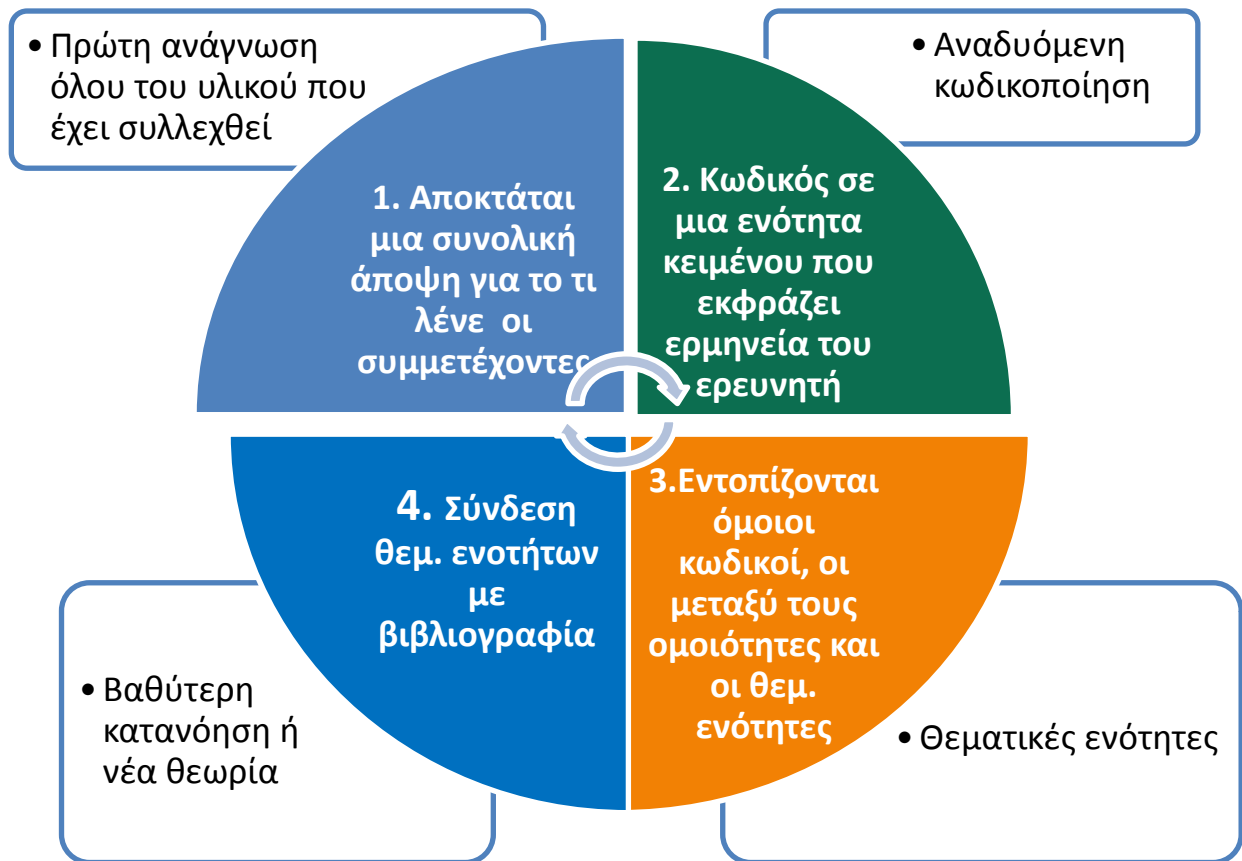 • Πρώτη ανάγνωση
όλου του υλικού που
έχει συλλεχθεί
1. Αποκτάται
μια συνολική
άποψη για το τι
λένε οι
συμμετέχοντες
• Αναδυόμενη
κωδικοποίηση
2. Κωδικός σε
μια ενότητα
κειμένου που
εκφράζει
ερμηνεία του
ερευνητή
3.Εντοπίζονται
όμοιοι
κωδικοί, οι
μεταξύ τους
ομοιότητες και
οι θεμ.
ενότητες
• Θεματικές ενότητες
4. Σύνδεση
θεμ. ενοτήτων
με
βιβλιογραφία
• Βαθύτερη
κατανόηση ή
νέα θεωρία